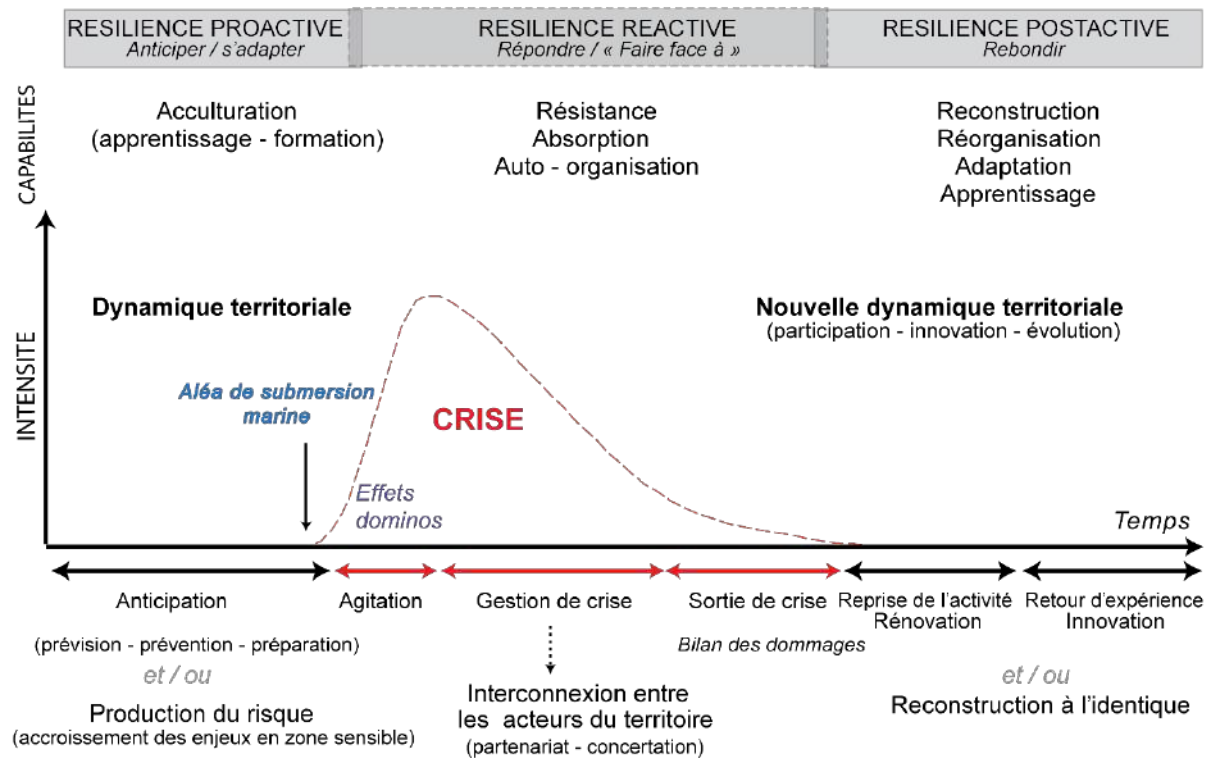 RESILIENCE PROACTIVE
Anticiper / s'adapter
RESILIENCE REACTIVE
Répondre / « Faire face à »
RESILIENCE POSTACTIVE
Rebondir
CAPABILITES
Acculturation
(apprentissage - formation)
Résistance
Absorption
Auto - organisation
Reconstruction
Réorganisation
Adaptation
Apprentissage
INTENSITE
Dynamique territoriale
Nouvelle dynamique territoriale
(participation - innovation - évolution)
Aléa de submersion
marine
CRISE
Effets
dominos
Temps
Anticipation
Agitation
Gestion de crise
Sortie de crise
Reprise de l'activité
Rénovation
Retour d'expérience
Innovation
(prévision - prévention - préparation)
Bilan des dommages
et / ou
Production du risque
(accroissement des enjeux en zone sensible)
Interconnexion entre
les acteurs du territoire
(partenariat - concertation)
et / ou
Reconstruction à l'identique